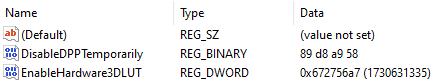 Name Type Data
(Default) REG_SZ (value not set)
DisableDPPTemporarily REG_BINARY 89 d8 a9 58
EnableHardware3DLUT REG_DWORD 0x672756a7 (1730631335)